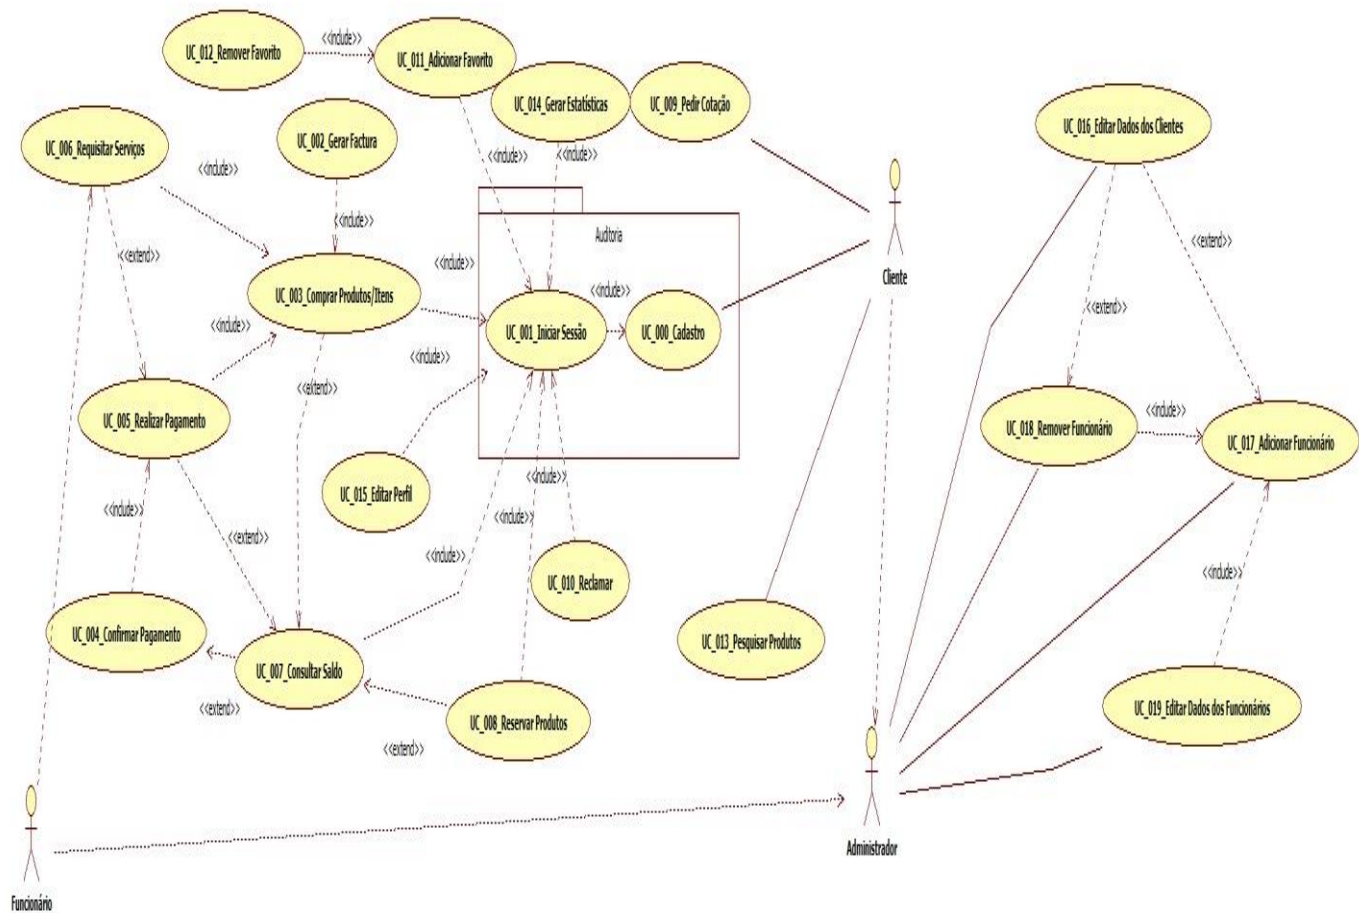 UC_012_Remover Favorito
<<include>>
UC_011_Adicionar Favorito
UC_014_Gerar Estatísticas
UC_009_Pedir Cotação
UC_016_Editar Dados dos Clientes
UC_006_Requisitar Serviços
UC_002_Gerar Factura
<<include>>
<<include>>
<<include>>
<<include>>
Auditoria
<<extend>>
<<extend>>
<<include>>
Cliente
UC_003_Comprar Produtos/Itens
<<include>>
<<extend>>
UC_001_Iniciar Sessão
UC_000_Cadastro
<<include>>
<<include>>
<<extend>>
UC_005_Realizar Pagamento
UC_018_Remover Funcionário
<<include>>
UC_017_Adicionar Funcionário
<<include>>
UC_015_Editar Perfil
<<include>>
<<include>>
<<extend>>
<<include>>
UC_010_Reclamar
<<include>>
UC_004_Confirmar Pagamento
UC_013_Pesquisar Produtos
UC_007_Consultar Saldo
<<extend>>
UC_008_Reservar Produtos
UC_019_Editar Dados dos Funcionários
<<extend>>
Administrador
Funcionário